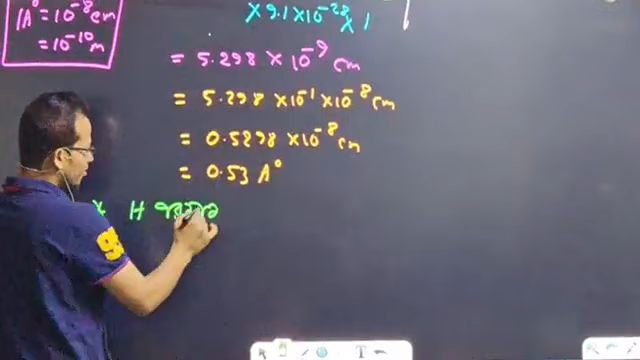 1A° = 10⁻⁸ cm
= 10⁻¹⁰ m
× 9.1 × 10⁻²⁸ × 1
= 5.298 × 10⁻⁹ cm
= 5.298 × 10⁻¹ × 10⁻⁸ cm
= 0.5298 × 10⁻⁸ cm
= 0.53 A°
* H